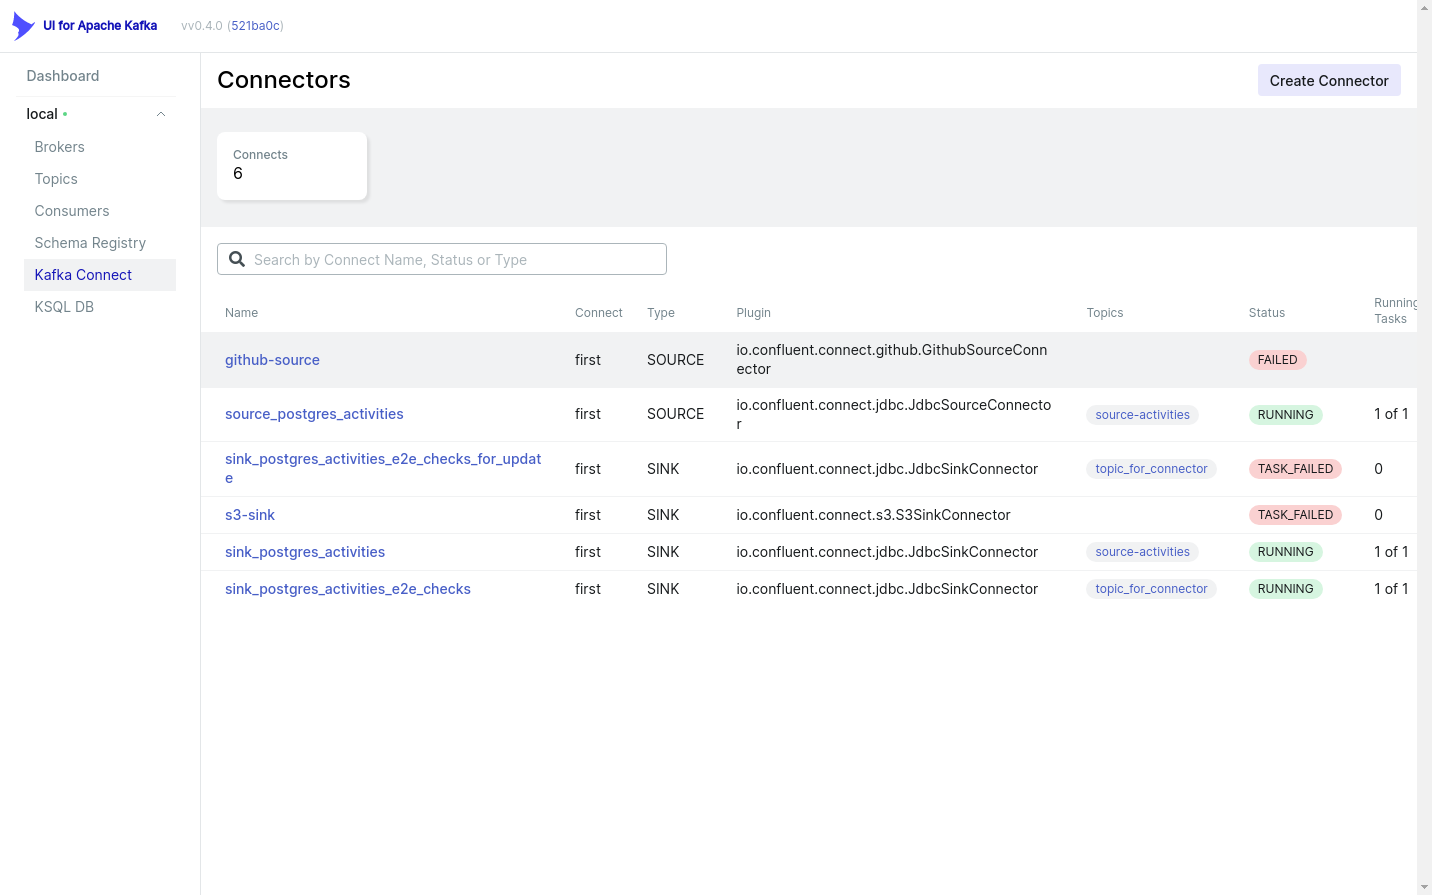 UI for Apache Kafka vv0.4.0 (521ba0c)
Dashboard
local
Brokers
Topics
Consumers
Schema Registry
Kafka Connect
KSQL DB
Connectors
Create Connector
Connects
6
Search by Connect Name, Status or Type
Name Connect Type Plugin Topics Status Running
Tasks
github-source first SOURCE io.confluent.connect.github.GithubSourceConn
ector FAILED
source_postgres_activities first SOURCE io.confluent.connect.jdbc.JdbcSourceConnecto
r source-activities RUNNING 1 of 1
sink_postgres_activities_e2e_checks_for_updat
e first SINK io.confluent.connect.jdbc.JdbcSinkConnector topic_for_connector TASK_FAILED 0
s3-sink first SINK io.confluent.connect.s3.S3SinkConnector TASK_FAILED 0
sink_postgres_activities first SINK io.confluent.connect.jdbc.JdbcSinkConnector source-activities RUNNING 1 of 1
sink_postgres_activities_e2e_checks first SINK io.confluent.connect.jdbc.JdbcSinkConnector topic_for_connector RUNNING 1 of 1